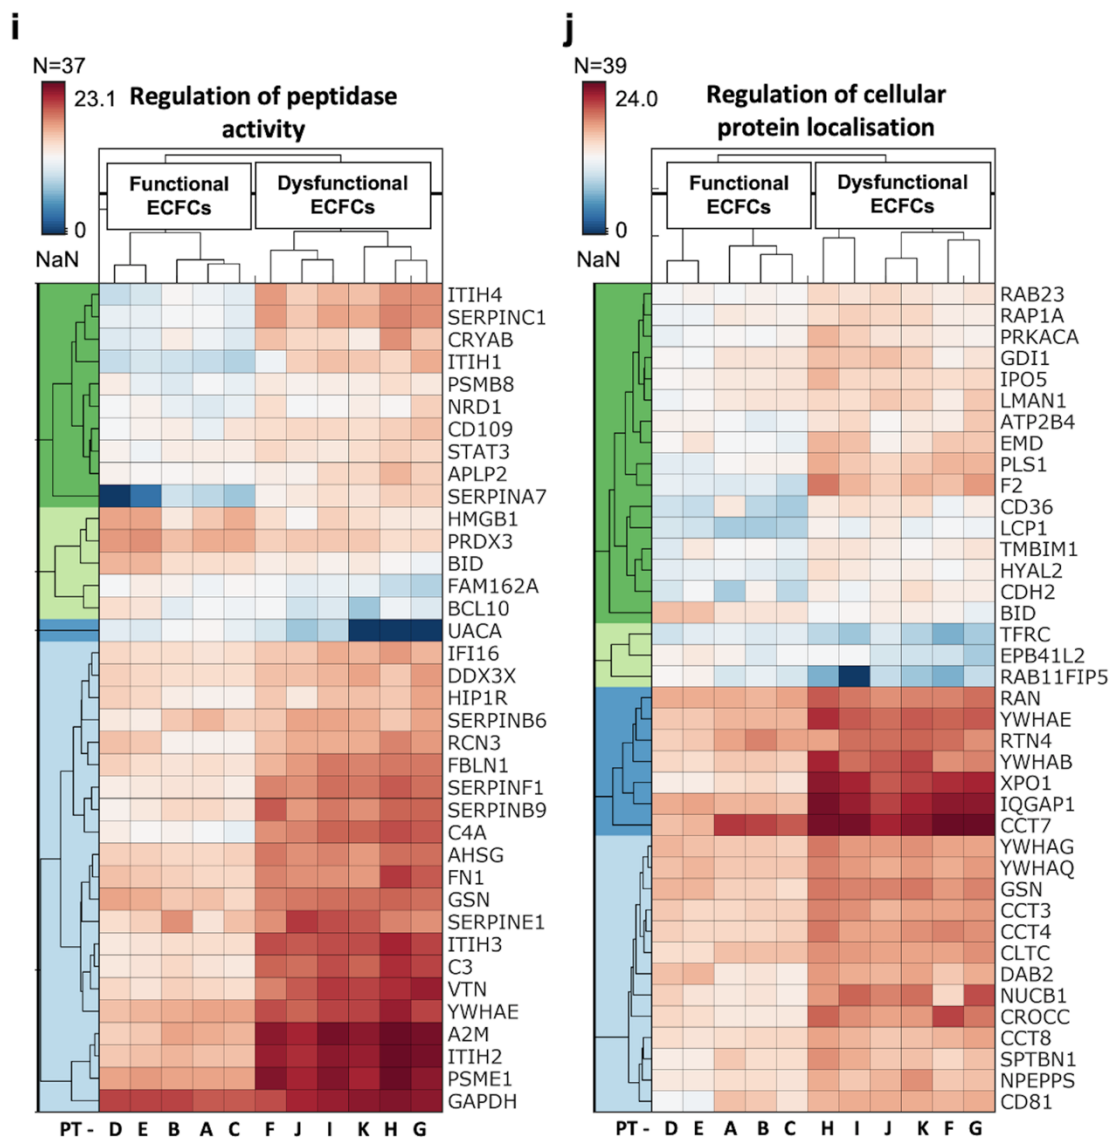 i
N=37
23.1
0
NaN
Regulation of peptidase
activity
Functional
ECFCs
Dysfunctional
ECFCs
ITIH4
SERPINC1
CRYAB
ITIH1
PSMB8
NRD1
CD109
STAT3
APLP2
SERPINA7
HMGB1
PRDX3
BID
FAM162A
BCL10
UACA
IFI16
DDX3X
HIP1R
SERPINB6
RCN3
FBLN1
SERPINF1
SERPINB9
C4A
AHSG
FN1
GSN
SERPINE1
ITIH3
C3
VTN
YWHAE
A2M
ITIH2
PSME1
GAPDH
PT - D E B A C F J I K H G
j
N=39
24.0
0
NaN
Regulation of cellular
protein localisation
Functional
ECFCs
Dysfunctional
ECFCs
RAB23
RAP1A
PRKACA
GDI1
IPO5
LMAN1
ATP2B4
EMD
PLS1
F2
CD36
LCP1
TMBIM1
HYAL2
CDH2
BID
TFRC
EPB41L2
RAB11FIP5
RAN
YWHAE
RTN4
YWHAB
XPO1
IQGAP1
CCT7
YWHAG
YWHAQ
GSN
CCT3
CCT4
CLTC
DAB2
NUCB1
CROCC
CCT8
SPTBN1
NPEPPS
CD81
PT - D E A B C H I J K F G